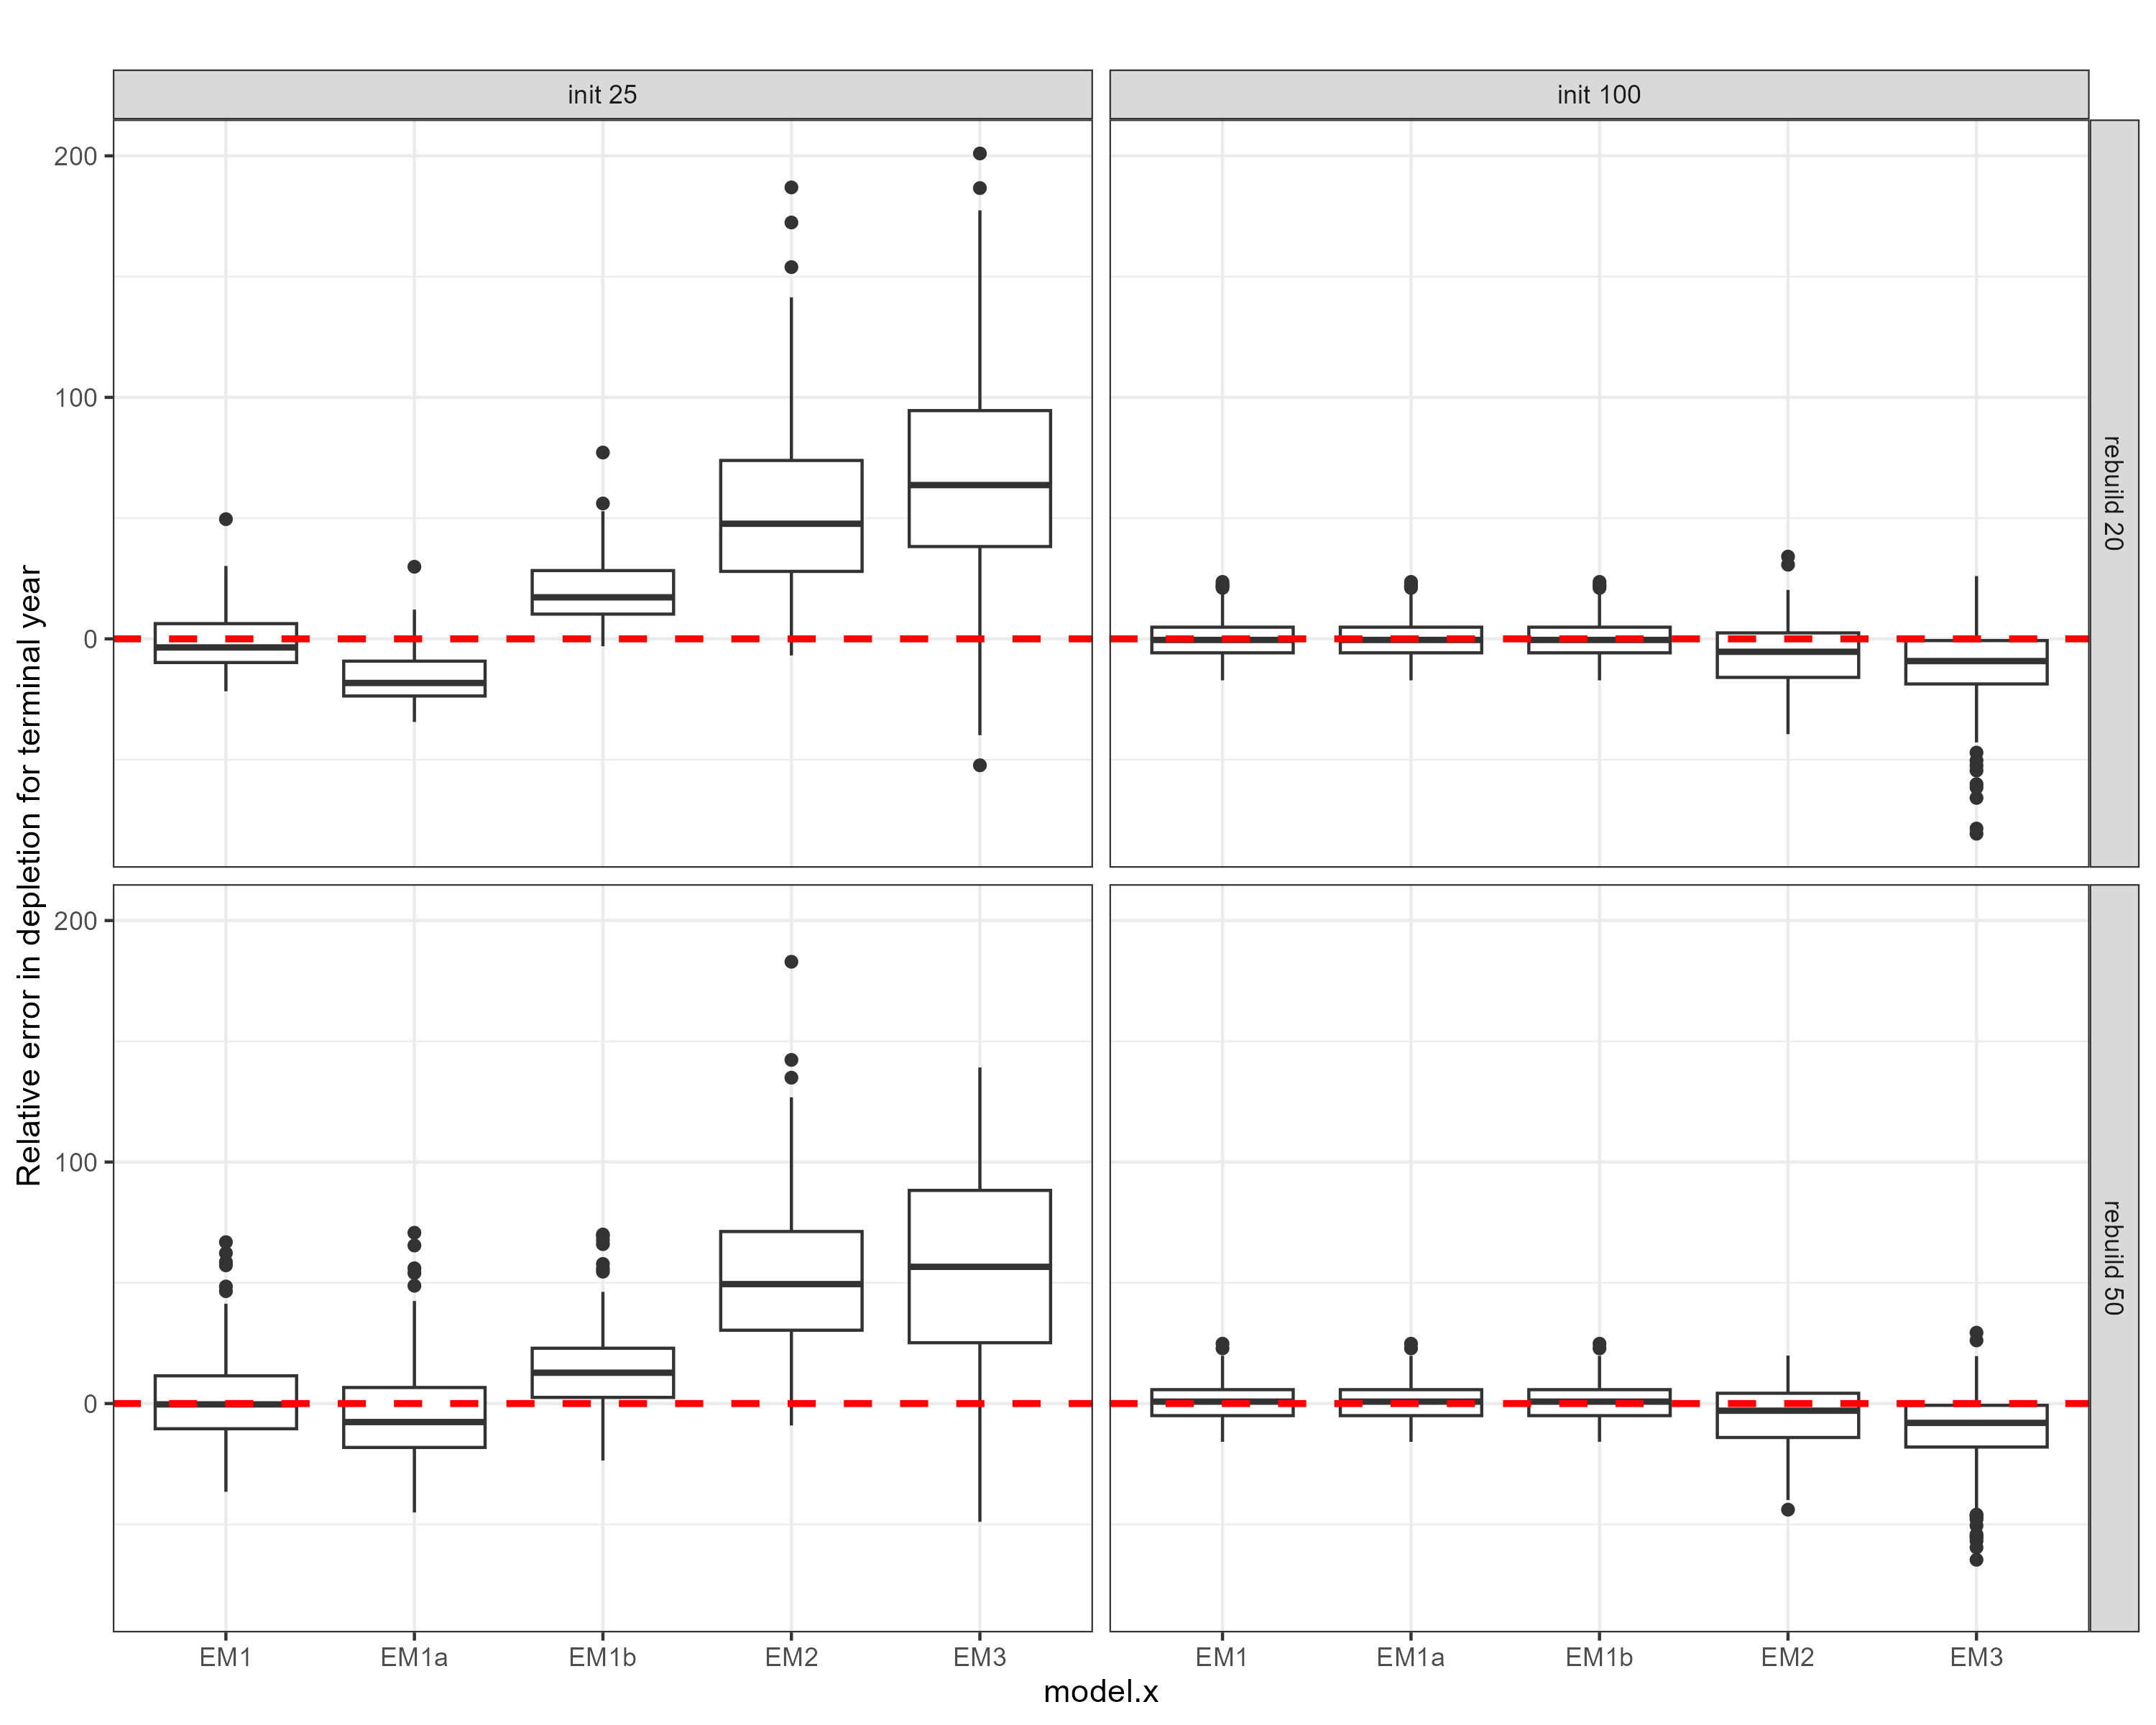 init 25
init 100
200
100
0
rebuild 20
200
100
0
rebuild 50
Relative error in depletion for terminal year
EM1
EM1a
EM1b
EM2
EM3
EM1
EM1a
EM1b
EM2
EM3
model.x